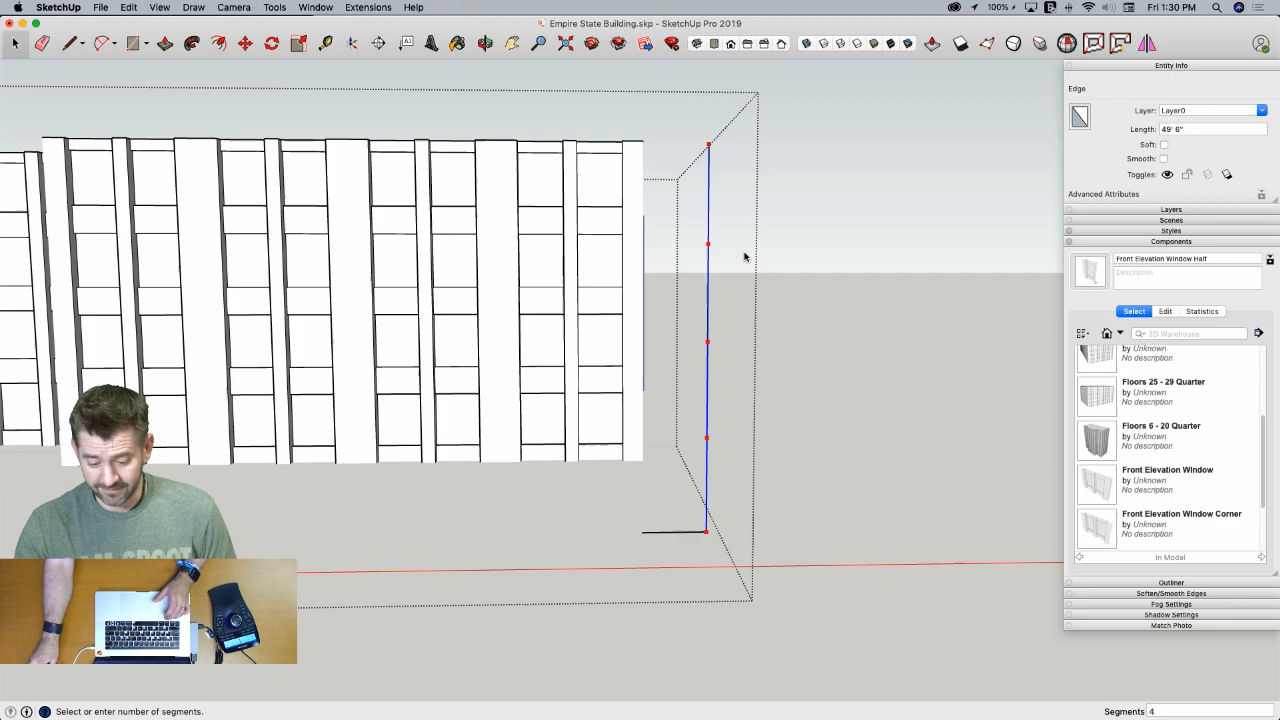 SketchUp File Edit View Draw Camera Tools Window Extensions Help
100% Fri 1:30 PM
Empire State Building.skp - SketchUp Pro 2019
Entity Info
Edge
Layer: Layer0
Length: 49' 6"
Soft:
Smooth:
Toggles:
Advanced Attributes
Layers
Scenes
Styles
Components
Front Elevation Window Half
Description
Select Edit Statistics
3D Warehouse
by Unknown
No description
Floors 25 - 29 Quarter
by Unknown
No description
Floors 6 - 20 Quarter
by Unknown
No description
Front Elevation WIndow
by Unknown
No description
Front Elevation WIndow Corner
by Unknown
No description
In Model
Outliner
Soften/Smooth Edges
Fog Settings
Shadow Settings
Match Photo
Select or enter number of segments.
Segments 4